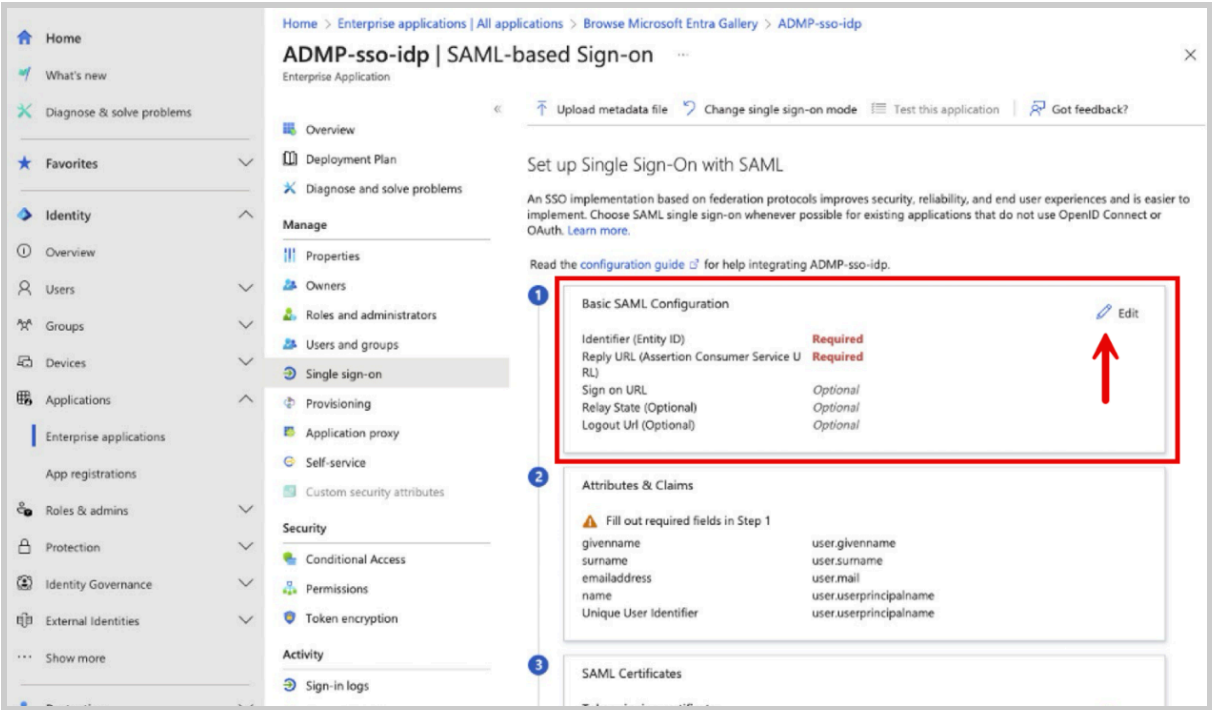 Home > Enterprise applications | All applications > Browse Microsoft Entra Gallery > ADMP-sso-idp
ADMP-sso-idp | SAML-based Sign-on ...
Enterprise Application
Home
What's new
Diagnose & solve problems
Favorites
Identity
Overview
Users
Groups
Devices
Applications
Enterprise applications
App registrations
Roles & admins
Protection
Identity Governance
External Identities
Show more
Overview
Deployment Plan
Diagnose and solve problems
Manage
Properties
Owners
Roles and administrators
Users and groups
Single sign-on
Provisioning
Application proxy
Self-service
Custom security attributes
Security
Conditional Access
Permissions
Token encryption
Activity
Sign-in logs
Upload metadata file Change single sign-on mode Test this application Got feedback?
Set up Single Sign-On with SAML
An SSO implementation based on federation protocols improves security, reliability, and end user experiences and is easier to
implement. Choose SAML single sign-on whenever possible for existing applications that do not use OpenID Connect or
OAuth. Learn more.
Read the configuration guide for help integrating ADMP-sso-idp.
1
Basic SAML Configuration
Edit
Identifier (Entity ID) Required
Reply URL (Assertion Consumer Service U Required
RL)
Sign on URL Optional
Relay State (Optional) Optional
Logout Url (Optional) Optional
2
Attributes & Claims
Fill out required fields in Step 1
givenname user.givenname
surname user.surname
emailaddress user.mail
name user.userprincipalname
Unique User Identifier user.userprincipalname
3
SAML Certificates